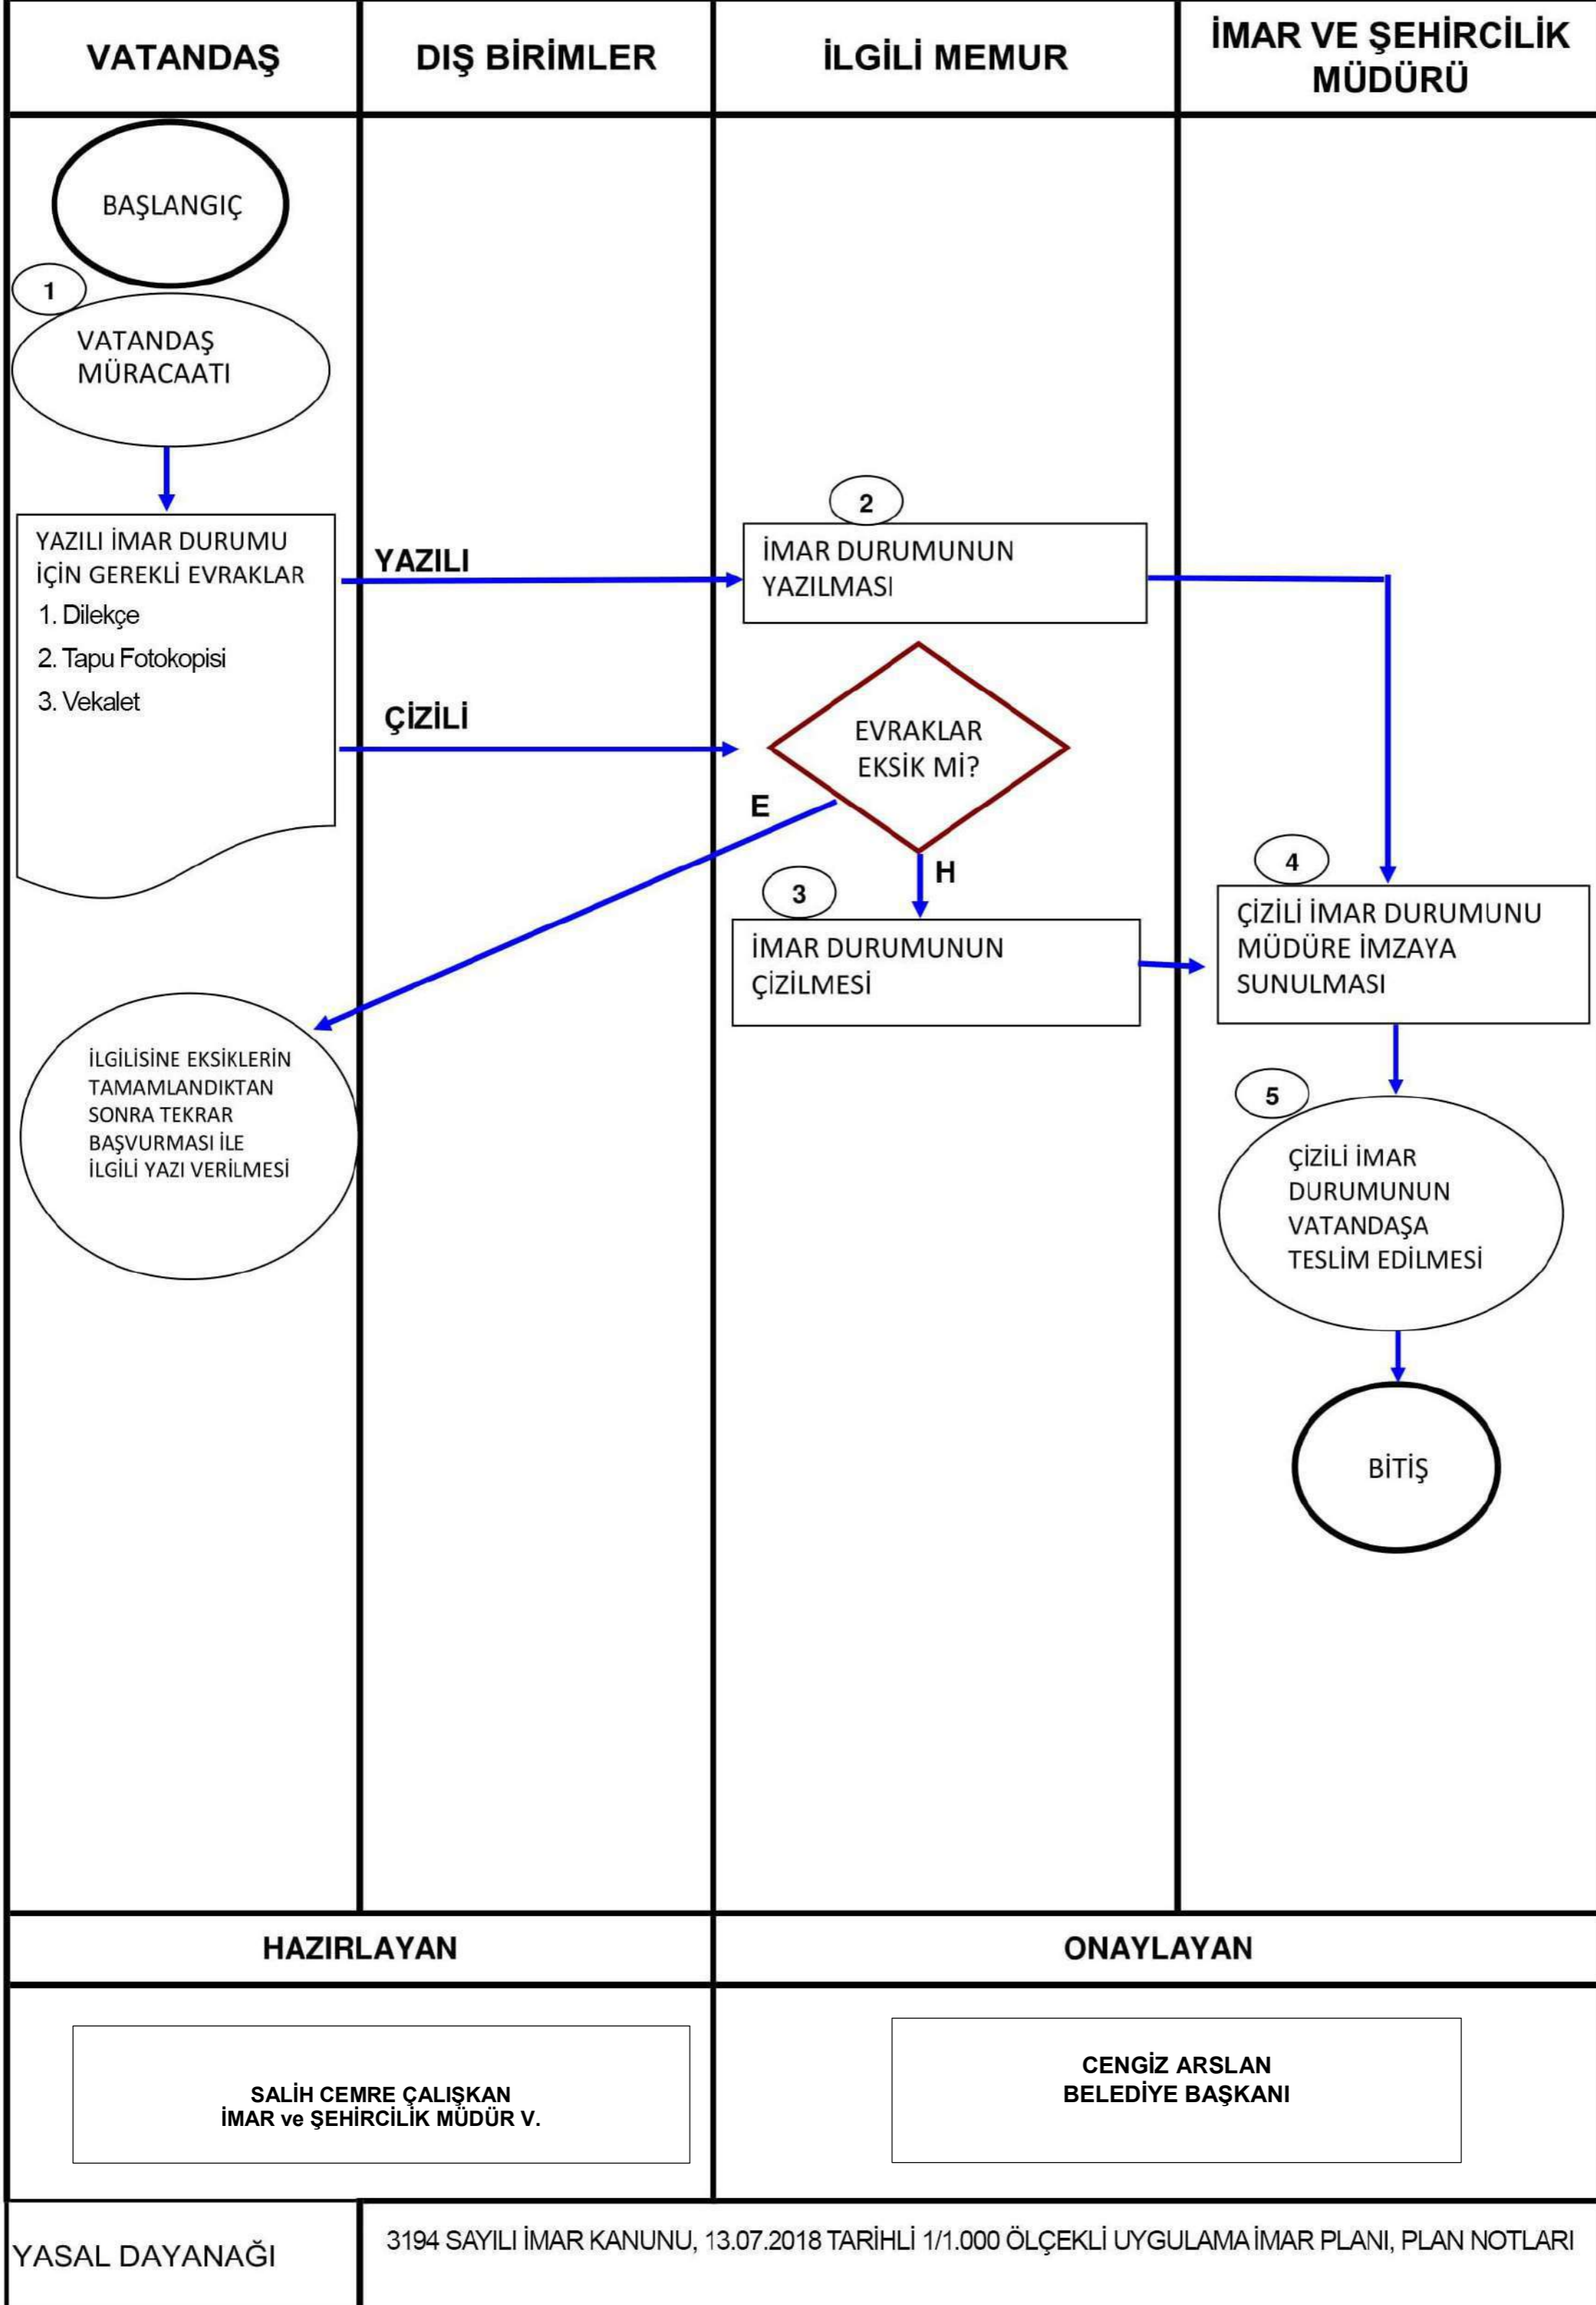 VATANDAŞ
DIŞ BİRİMLER
İLGİLİ MEMUR
İMAR VE ŞEHİRCİLİK
MÜDÜRÜ
BAŞLANGIÇ
1
VATANDAŞ
MÜRACAATI
YAZILI İMAR DURUMU
İÇİN GEREKLİ EVRAKLAR
1. Dilekçe
2. Tapu Fotokopisi
3. Vekalet
YAZILI
ÇİZİLİ
2
İMAR DURUMUNUN
YAZILMASI
EVRAKLAR
EKSİK Mİ?
E
H
3
İMAR DURUMUNUN
ÇİZİLMESİ
4
ÇİZİLİ İMAR DURUMUNU
MÜDÜRE İMZAYA
SUNULMASI
İLGİLİSİNE EKSİKLERİN
TAMAMLANDIKTAN
SONRA TEKRAR
BAŞVURMASI İLE
İLGİLİ YAZI VERİLMESİ
5
ÇİZİLİ İMAR
DURUMUNUN
VATANDAŞA
TESLİM EDİLMESİ
BİTİŞ
HAZIRLAYAN
ONAYLAYAN
SALİH CEMRE ÇALIŞKAN
İMAR ve ŞEHİRCİLİK MÜDÜR V.
CENGİZ ARSLAN
BELEDİYE BAŞKANI
YASAL DAYANAĞI
3194 SAYILI İMAR KANUNU, 13.07.2018 TARİHLİ 1/1.000 ÖLÇEKLİ UYGULAMA İMAR PLANI, PLAN NOTLARI